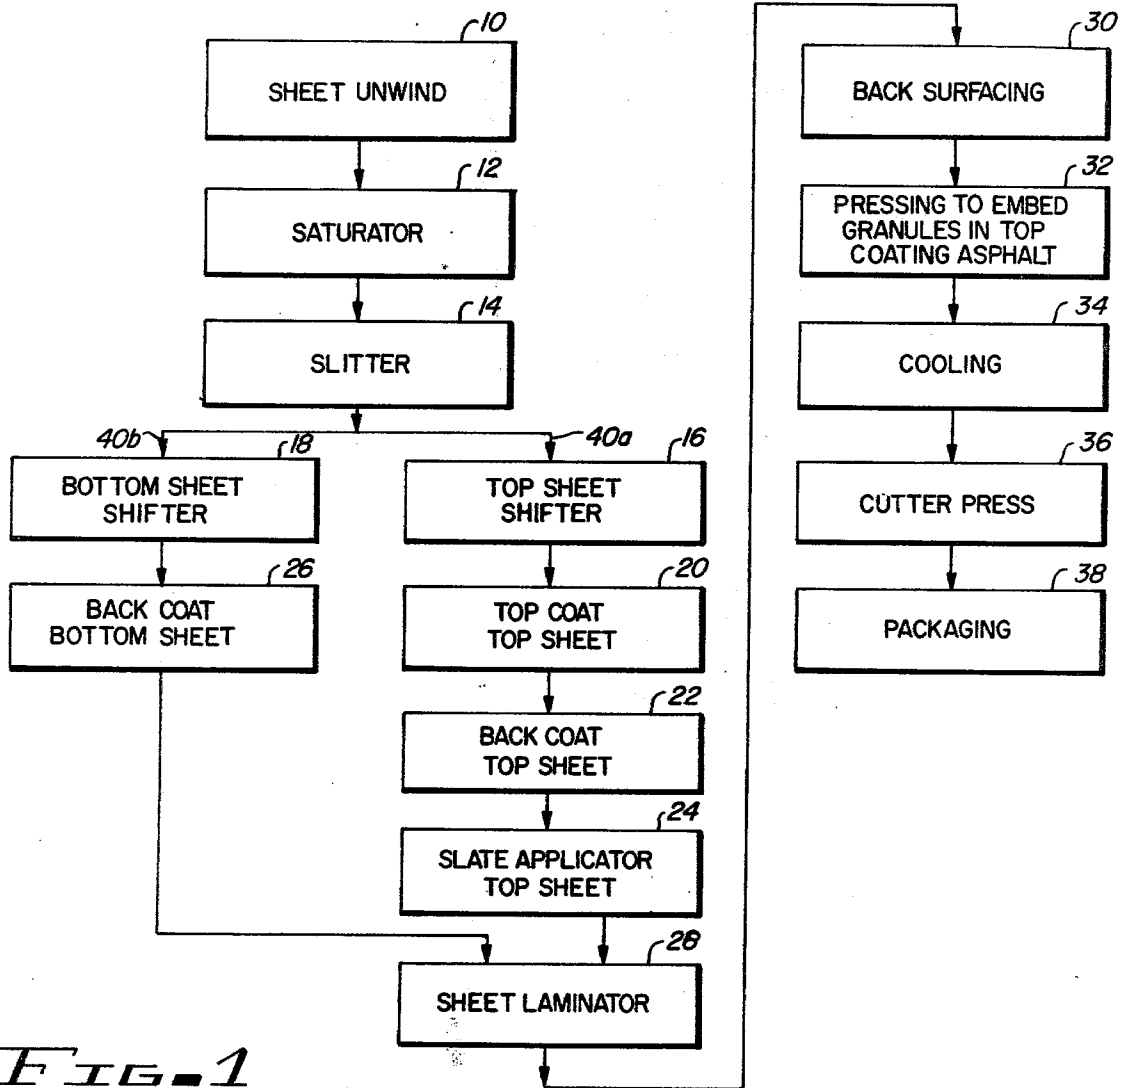 10
SHEET UNWIND
12
SATURATOR
14
SLITTER
40b
18
BOTTOM SHEET
SHIFTER
40a
16
TOP SHEET
SHIFTER
26
BACK COAT
BOTTOM SHEET
20
TOP COAT
TOP SHEET
22
BACK COAT
TOP SHEET
24
SLATE APPLICATOR
TOP SHEET
28
SHEET LAMINATOR
30
BACK SURFACING
32
PRESSING TO EMBED
GRANULES IN TOP
COATING ASPHALT
34
COOLING
36
CUTTER PRESS
38
PACKAGING
FIG. 1